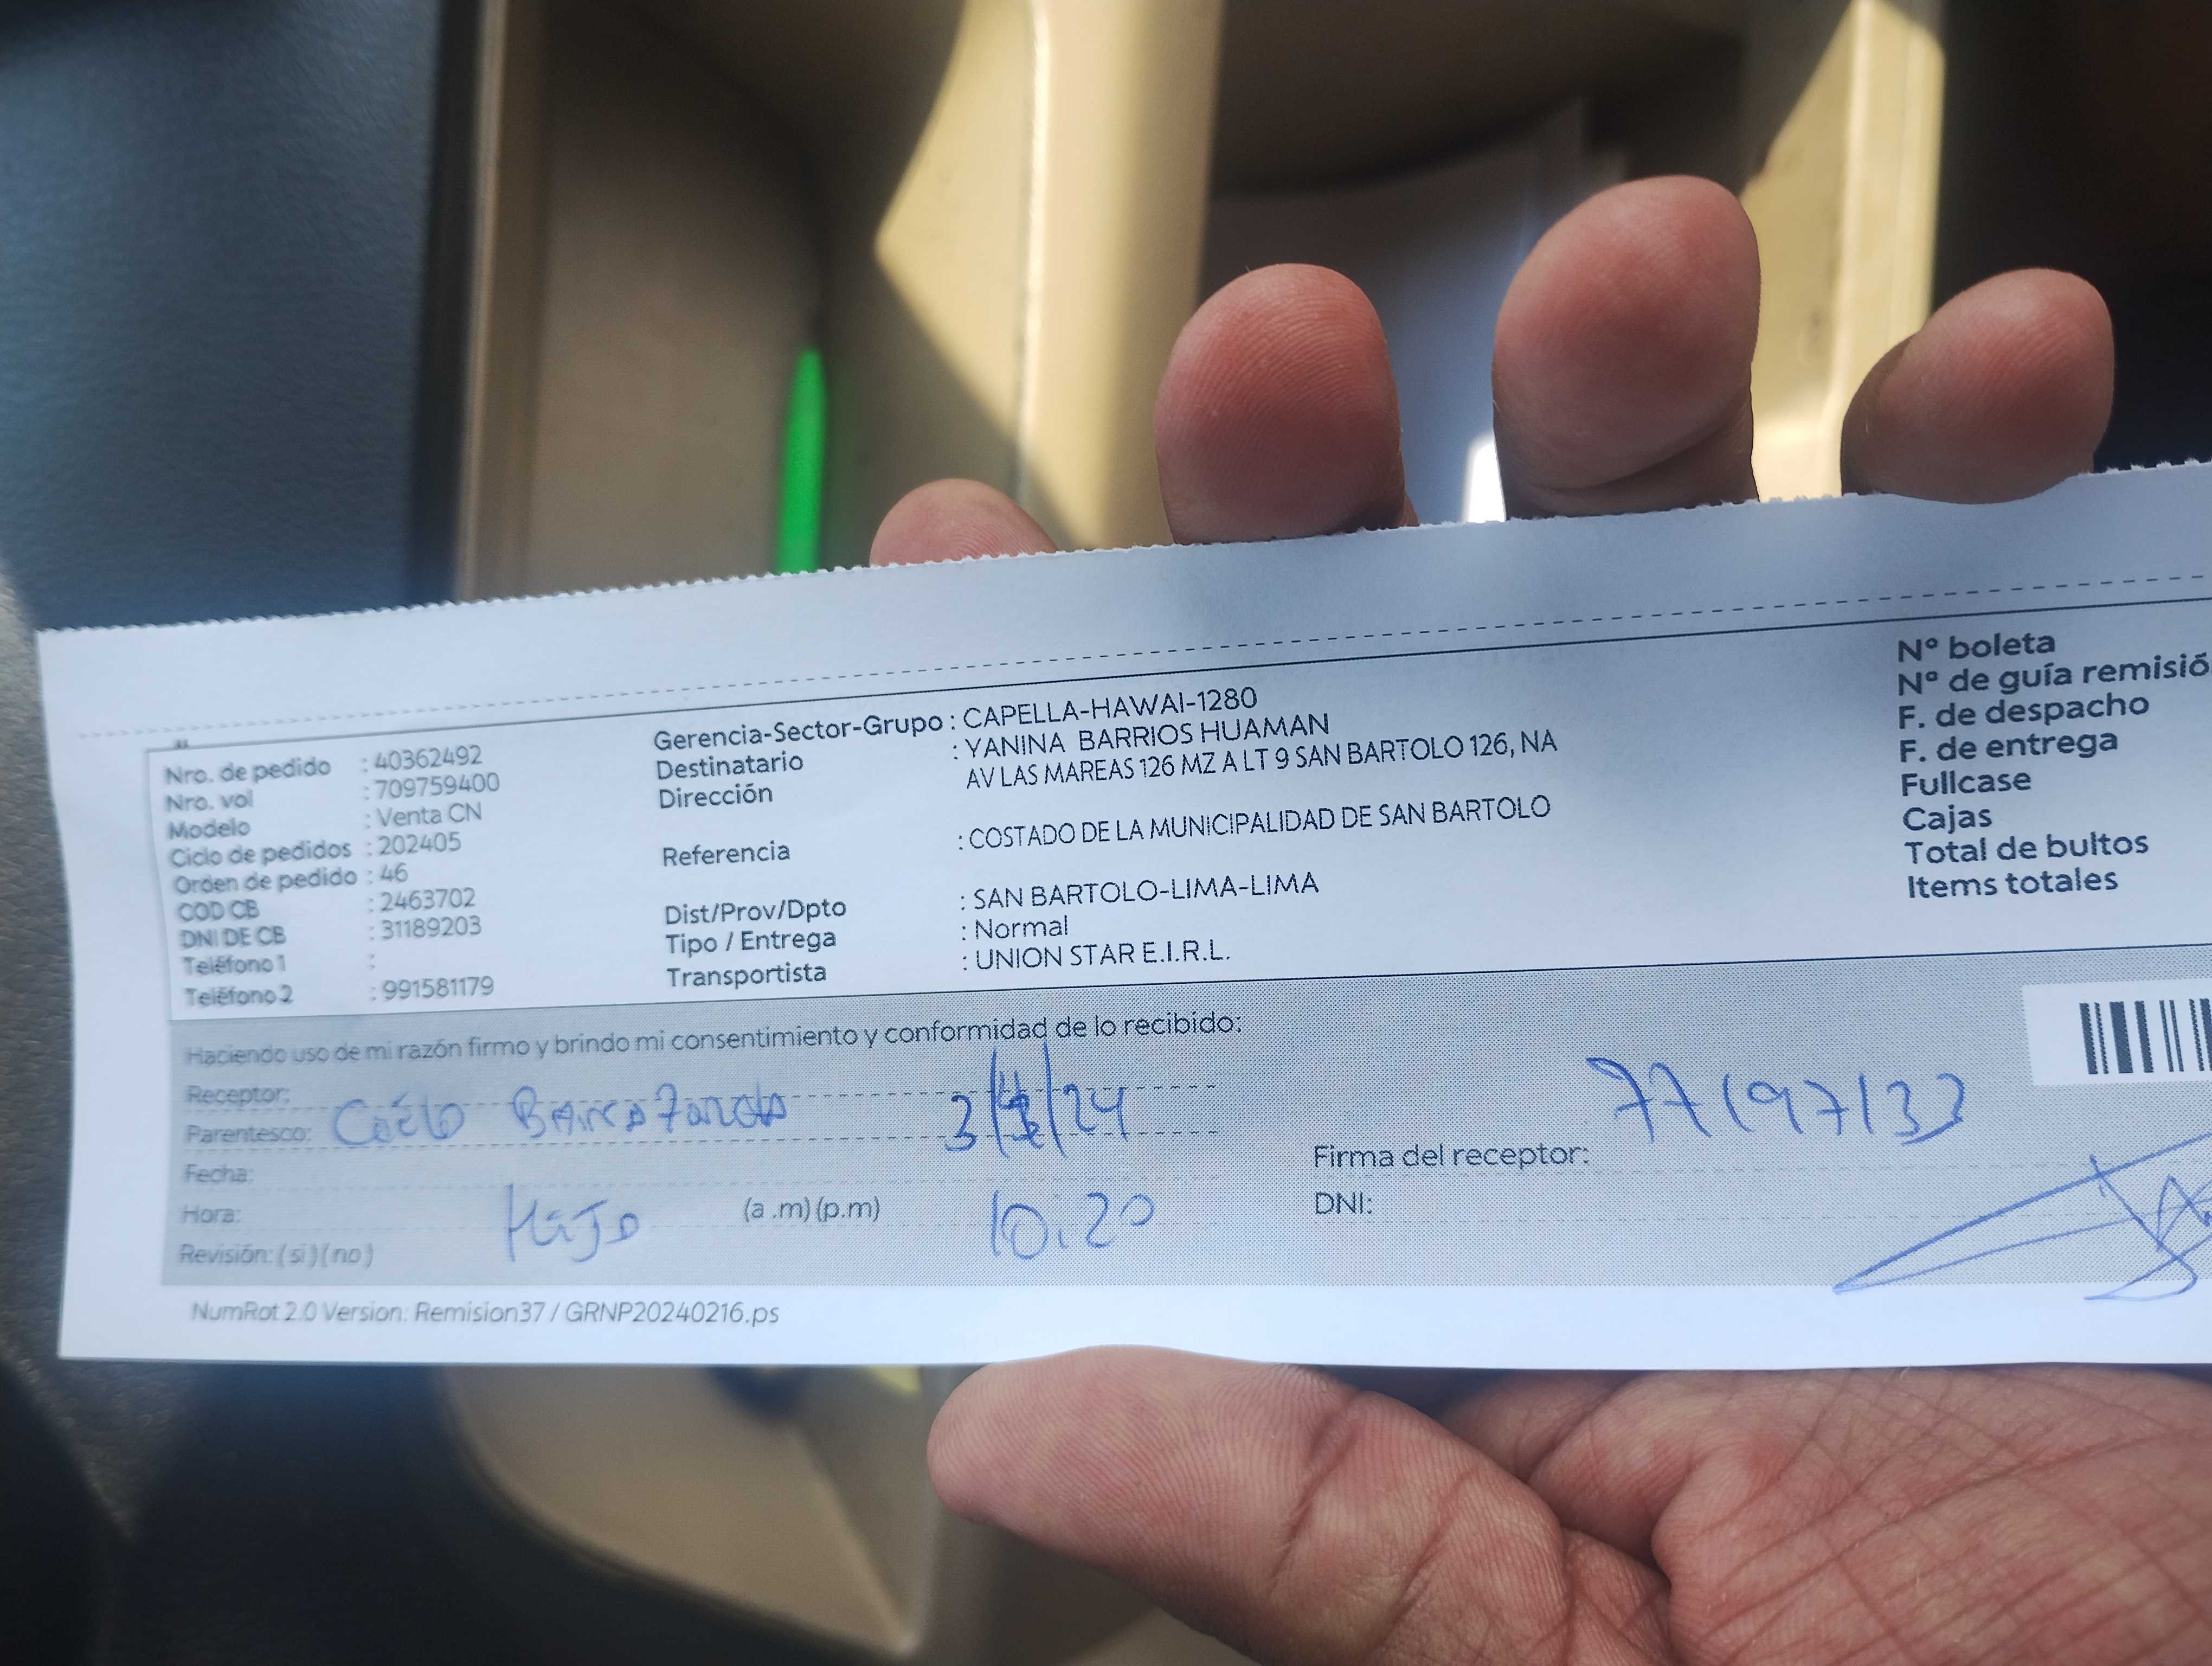 Nro. de pedido : 40362492
Nro. vol : 709759400
Modelo : Venta CN
Ciclo de pedidos : 202405
Orden de pedido : 46
COD CB : 2463702
DNI DE CB : 31189203
Teléfono 1 :
Teléfono 2 : 991581179
Gerencia-Sector-Grupo : CAPELLA-HAWAI-1280
Destinatario : YANINA BARRIOS HUAMAN
Dirección AV LAS MAREAS 126 MZ A LT 9 SAN BARTOLO 126, NA
Referencia : COSTADO DE LA MUNICIPALIDAD DE SAN BARTOLO
Dist/Prov/Dpto : SAN BARTOLO-LIMA-LIMA
Tipo / Entrega : Normal
Transportista : UNION STAR E.I.R.L.
Nº boleta
Nº de guía remisió
F. de despacho
F. de entrega
Fullcase
Cajas
Total de bultos
Items totales
Haciendo uso de mi razón firmo y brindo mi consentimiento y conformidad de lo recibido:
Receptor:
Parentesco: 3/4/24
Fecha:
Hora: Hijo (a .m) (p.m) 10:20
Revisión: ( si ) ( no )
77197133
Firma del receptor:
DNI:
NumRot 2.0 Version: Remision37 / GRNP20240216.ps